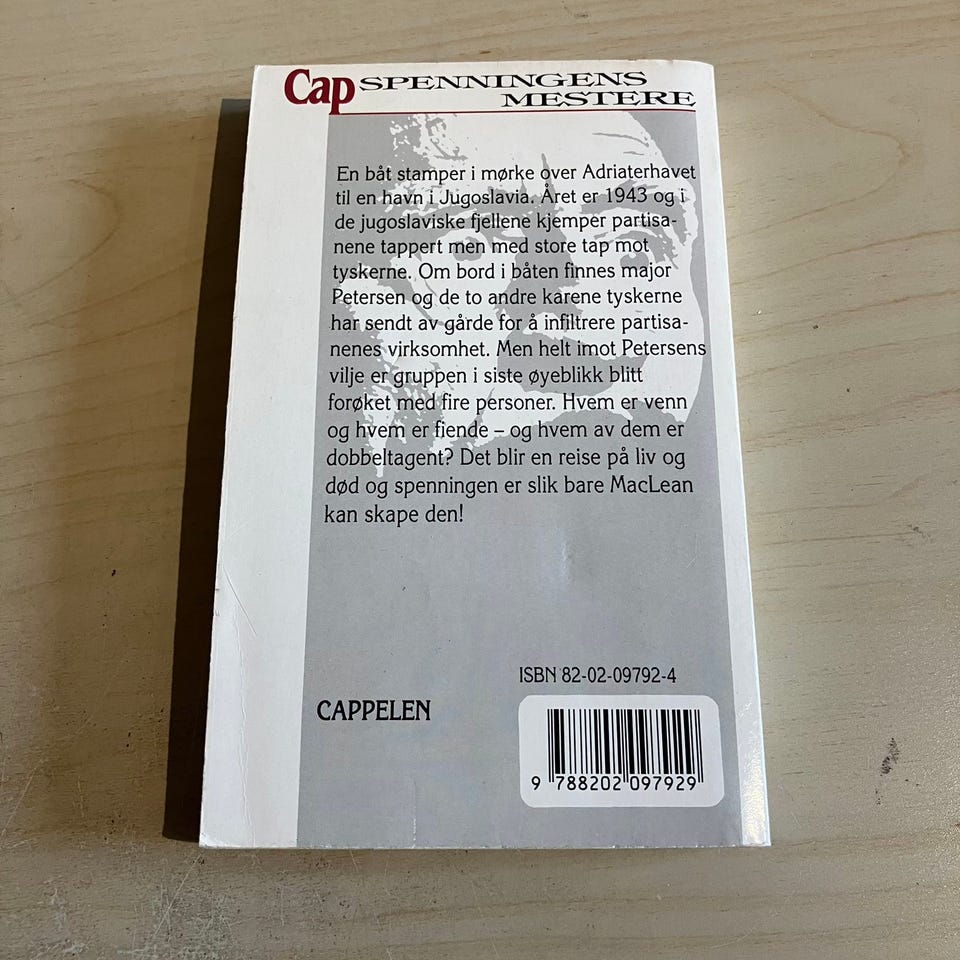 Cap SPENNINGENS
MESTERE
En båt stamper i mørke over Adriaterhavet
til en havn i Jugoslavia. Året er 1943 og i
de jugoslaviske fjellene kjemper partisa-
nene tappert men med store tap mot
tyskerne. Om bord i båten finnes major
Petersen og de to andre karene tyskerne
har sendt av gårde for å infiltrere partisa-
nenes virksomhet. Men helt imot Petersens
vilje er gruppen i siste øyeblikk blitt
forøket med fire personer. Hvem er venn
og hvem er fiende – og hvem av dem er
dobbeltagent? Det blir en reise på liv og
død og spenningen er slik bare MacLean
kan skape den!
ISBN 82-02-09792-4
CAPPELEN
9 788202 097929